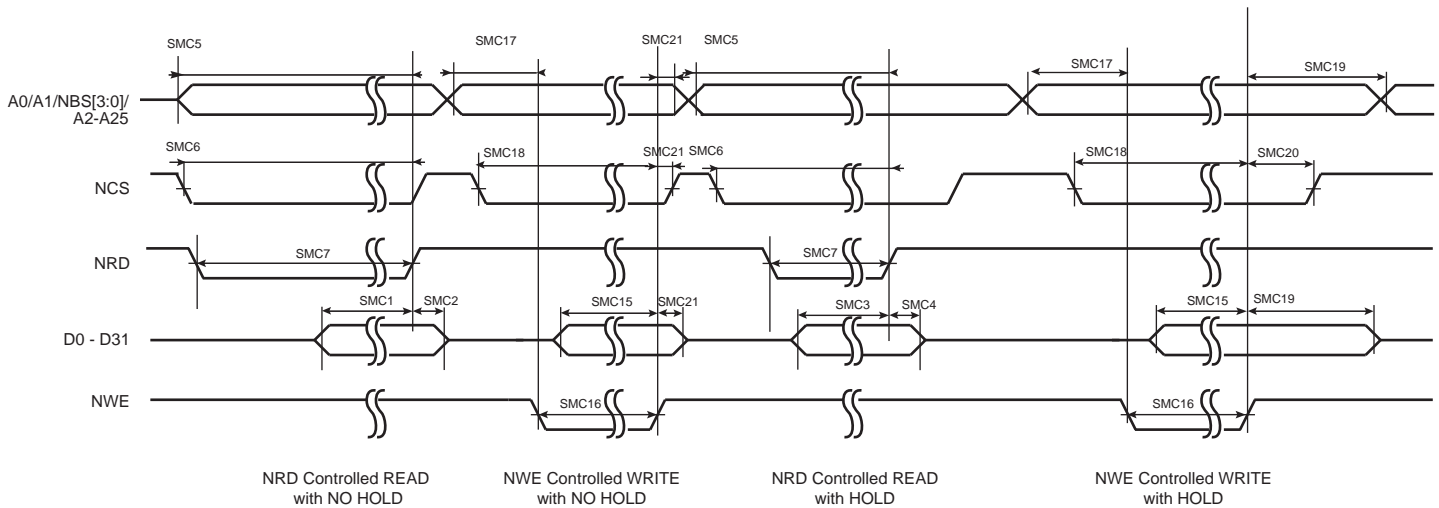 SMC5
SMC17
SMC21
SMC5
SMC17
SMC19
A0/A1/NBS[3:0]/
A2-A25
SMC6
SMC18
SMC21
SMC6
SMC18
SMC20
NCS
NRD
SMC7
SMC7
SMC1
SMC2
SMC15
SMC21
SMC3
SMC4
SMC15
SMC19
D0 - D31
NWE
SMC16
SMC16
NRD Controlled READ
with NO HOLD
NWE Controlled WRITE
with NO HOLD
NRD Controlled READ
with HOLD
NWE Controlled WRITE
with HOLD